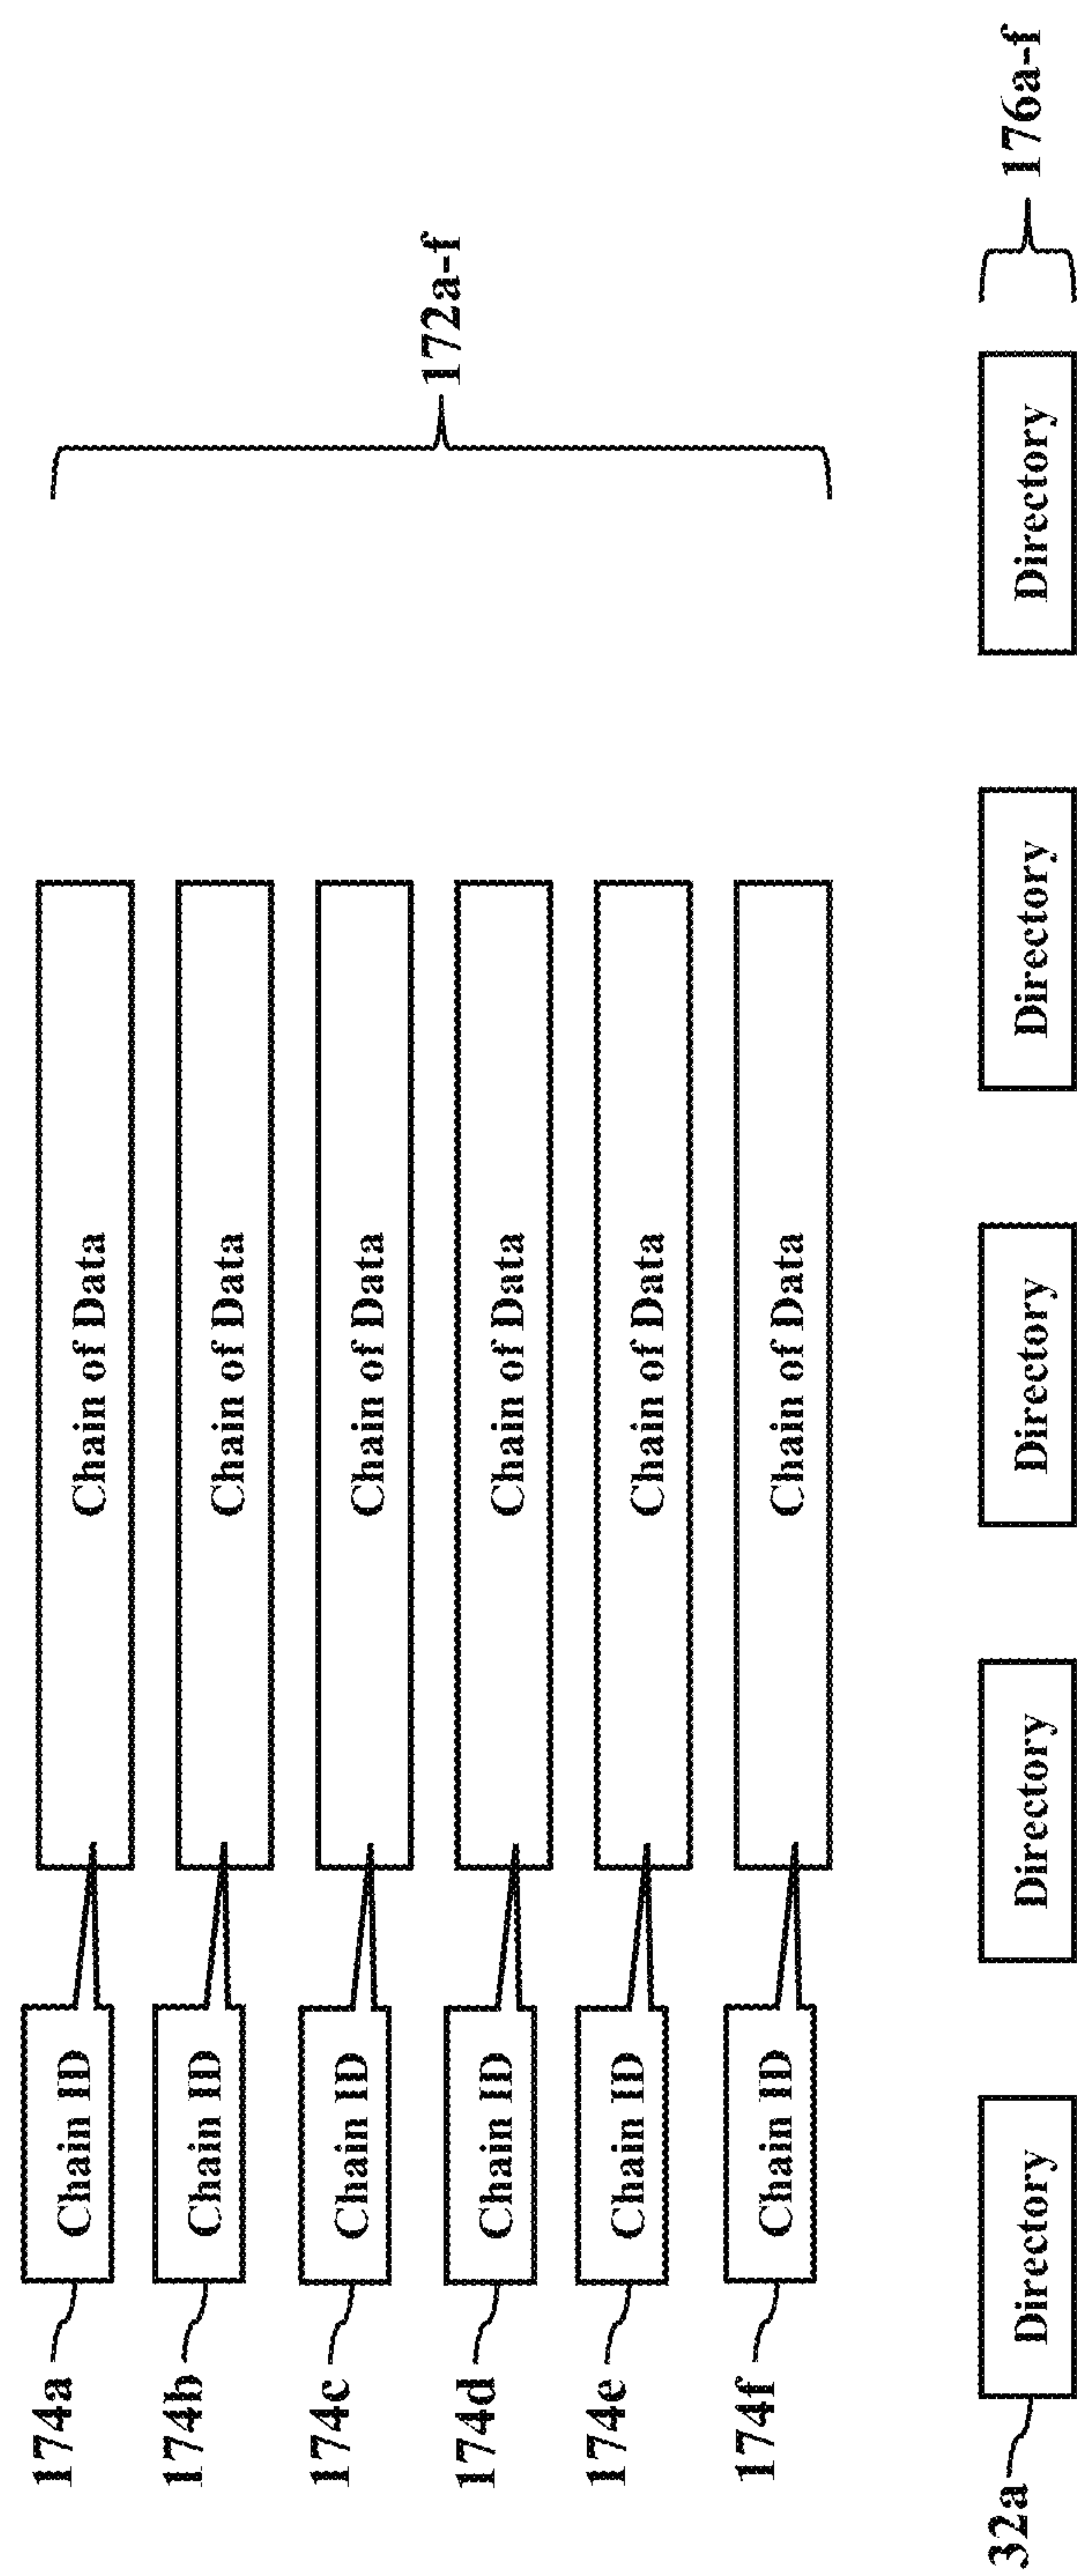 174a Chain ID Chain of Data
174b Chain ID Chain of Data
174c Chain ID Chain of Data
174d Chain ID Chain of Data
174e Chain ID Chain of Data
174f Chain ID Chain of Data
172a-f
32a Directory Directory Directory Directory Directory 176a-f